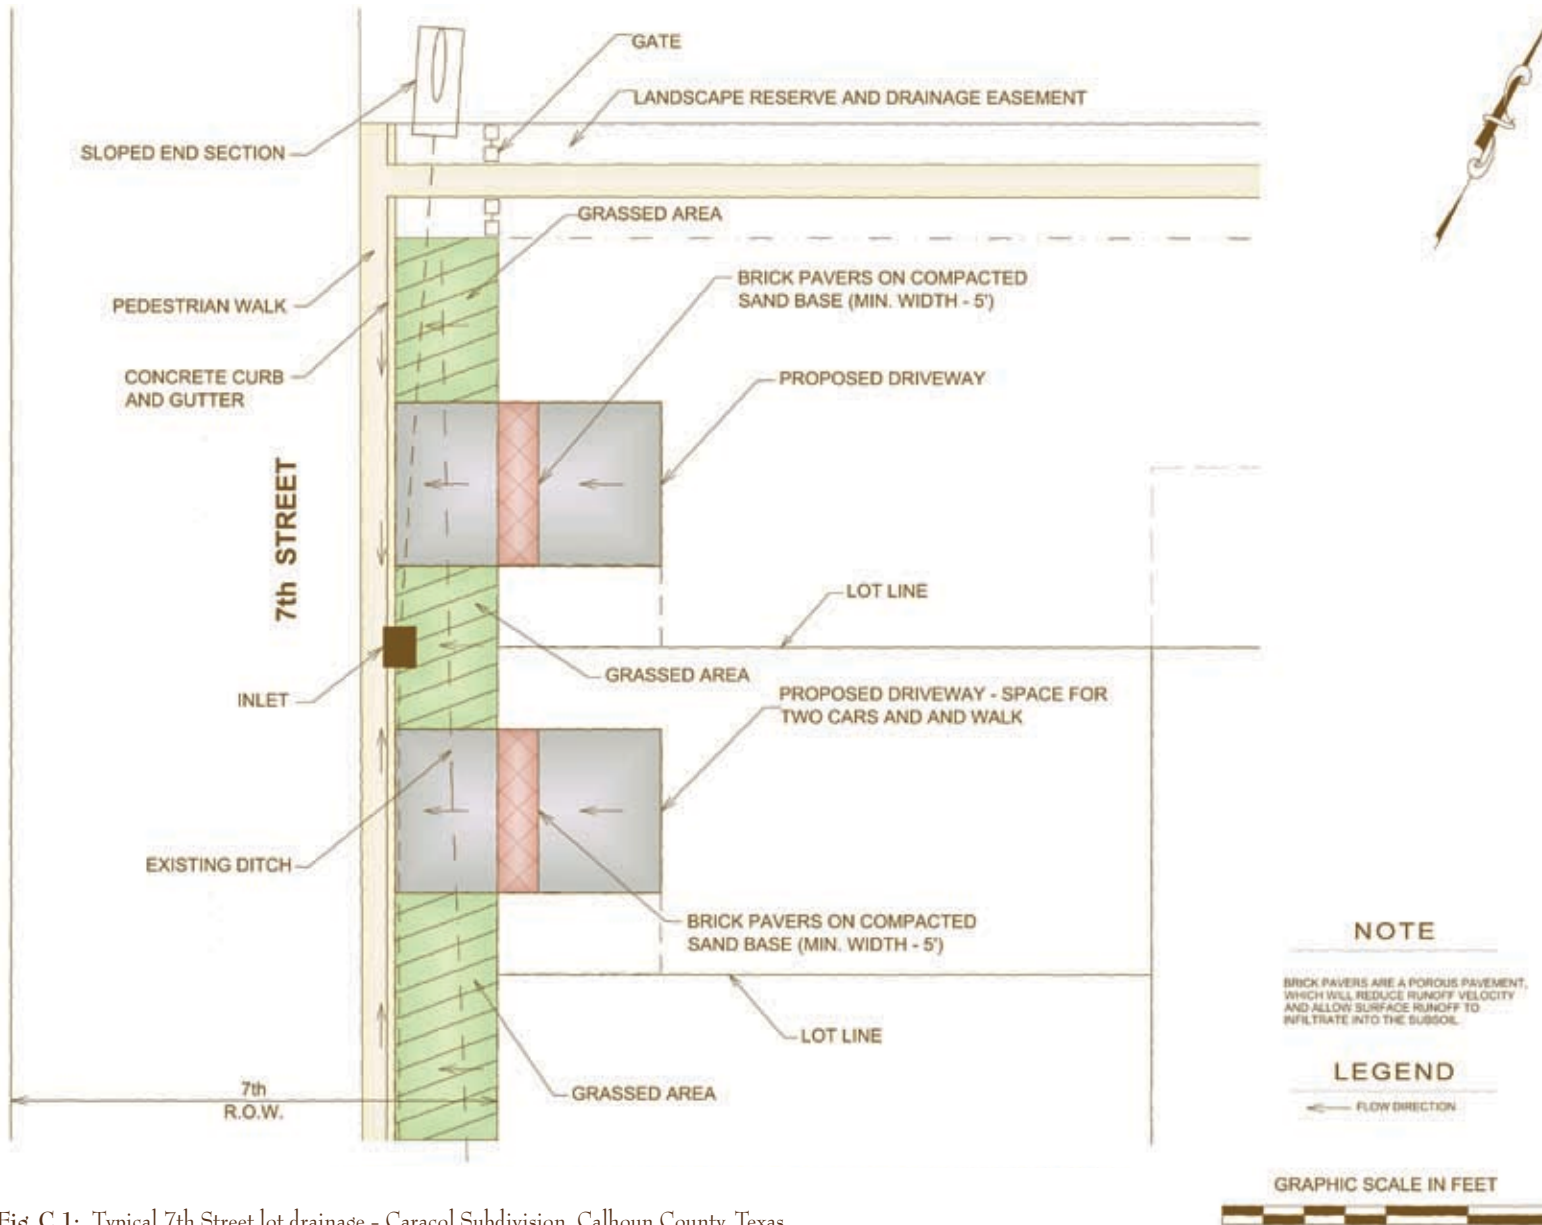 GATE
LANDSCAPE RESERVE AND DRAINAGE EASEMENT
SLOPED END SECTION
GRASSED AREA
BRICK PAVERS ON COMPACTED
SAND BASE (MIN. WIDTH - 5')
PEDESTRIAN WALK
CONCRETE CURB
AND GUTTER
PROPOSED DRIVEWAY
7th STREET
LOT LINE
GRASSED AREA
INLET
PROPOSED DRIVEWAY - SPACE FOR
TWO CARS AND AND WALK
EXISTING DITCH
BRICK PAVERS ON COMPACTED
SAND BASE (MIN. WIDTH - 5')
LOT LINE
GRASSED AREA
7th
R.O.W.
NOTE
BRICK PAVERS ARE A POROUS PAVEMENT,
WHICH WILL REDUCE RUNOFF VELOCITY
AND ALLOW SURFACE RUNOFF TO
INFILTRATE INTO THE SUBSOIL
LEGEND
FLOW DIRECTION
GRAPHIC SCALE IN FEET
Fig. C.1: Typical 7th Street lot drainage - Caracol Subdivision, Calhoun County, Texas